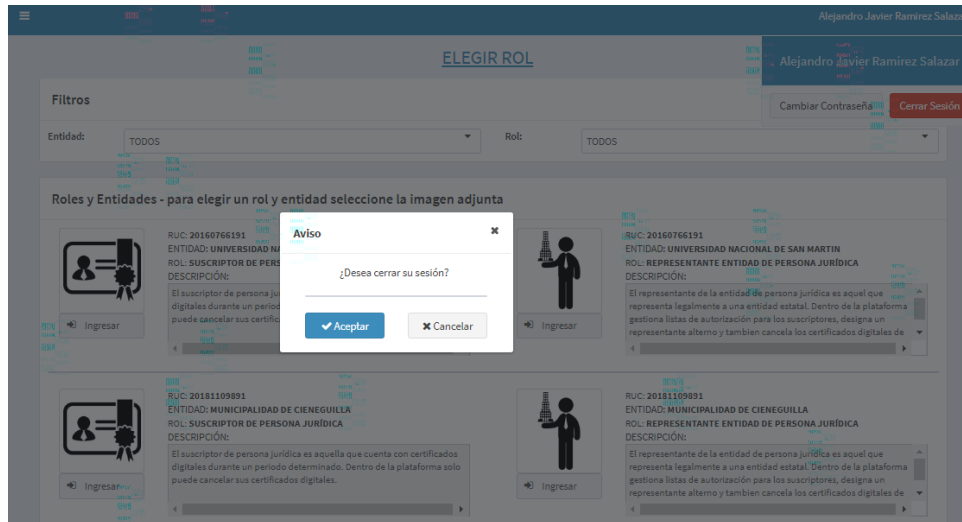 Alejandro Javier Ramirez Salaza
ELEGIR ROL
Alejandro Javier Ramirez Salazar
Cambiar Contraseña
Cerrar Sesión
Filtros
Entidad:
TODOS
Rol:
TODOS
Roles y Entidades - para elegir un rol y entidad seleccione la imagen adjunta
RUC: 20160766191
ENTIDAD: UNIVERSIDAD NA
ROL: SUSCRIPTOR DE PERS
DESCRIPCIÓN:
El suscriptor de persona ju
digitales durante un period
puede cancelar sus certific
Ingresar
Aviso
¿Desea cerrar su sesión?
Aceptar
Cancelar
RUC: 20160766191
ENTIDAD: UNIVERSIDAD NACIONAL DE SAN MARTIN
ROL: REPRESENTANTE ENTIDAD DE PERSONA JURÍDICA
DESCRIPCIÓN:
El representante de la entidad de persona jurídica es aquel que
representa legalmente a una entidad estatal. Dentro de la plataforma
gestiona listas de autorización para los suscriptores, designa un
representante alterno y tambien cancela los certificados digitales de
Ingresar
RUC: 20181109891
ENTIDAD: MUNICIPALIDAD DE CIENEGUILLA
ROL: SUSCRIPTOR DE PERSONA JURÍDICA
DESCRIPCIÓN:
El suscriptor de persona jurídica es aquella que cuenta con certificados
digitales durante un periodo determinado. Dentro de la plataforma solo
puede cancelar sus certificados digitales.
Ingresar
RUC: 20181109891
ENTIDAD: MUNICIPALIDAD DE CIENEGUILLA
ROL: REPRESENTANTE ENTIDAD DE PERSONA JURÍDICA
DESCRIPCIÓN:
El representante de la entidad de persona jurídica es aquel que
representa legalmente a una entidad estatal. Dentro de la plataforma
gestiona listas de autorización para los suscriptores, designa un
representante alterno y tambien cancela los certificados digitales de
Ingresar